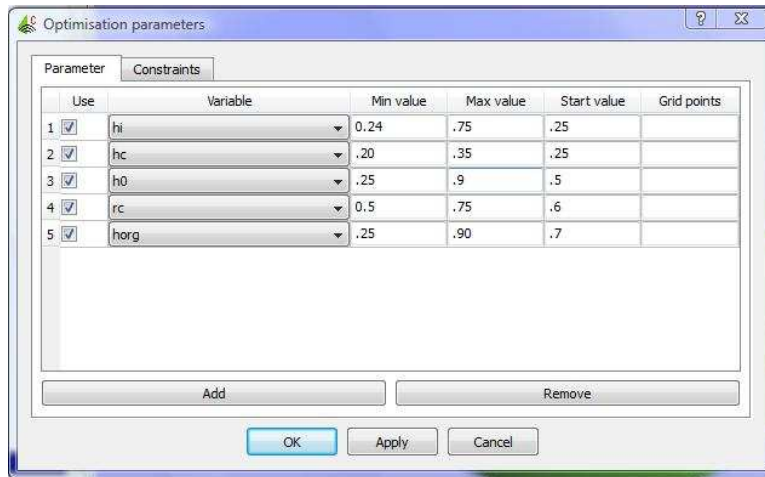 Optimisation parameters
Parameter Constraints
Use Variable Min value Max value Start value Grid points
1 hi 0.24 .75 .25
2 hc .20 .35 .25
3 h0 .25 .9 .5
4 rc 0.5 .75 .6
5 horg .25 .90 .7
Add Remove
OK Apply Cancel